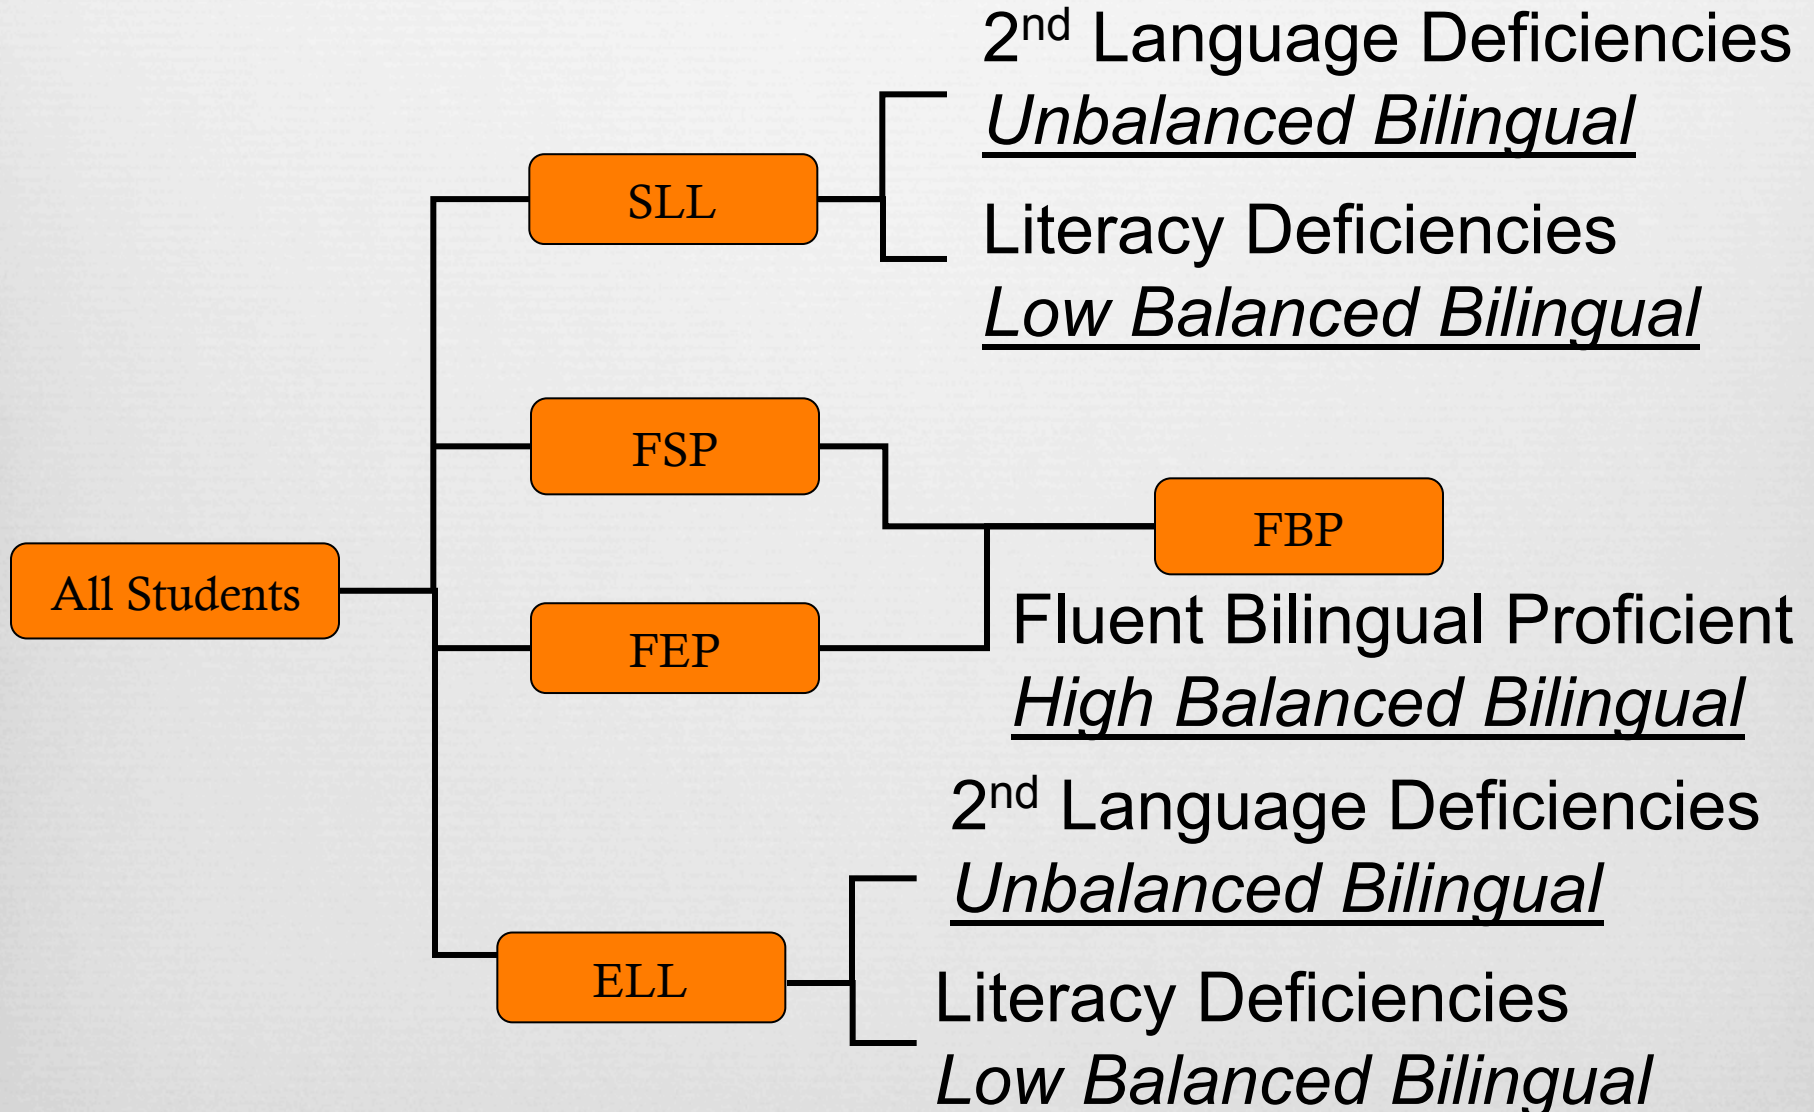 2nd Language Deficiencies
Unbalanced Bilingual
SLL
Literacy Deficiencies
Low Balanced Bilingual
FSP
FBP
All Students
FEP
Fluent Bilingual Proficient
High Balanced Bilingual
2nd Language Deficiencies
Unbalanced Bilingual
ELL
Literacy Deficiencies
Low Balanced Bilingual